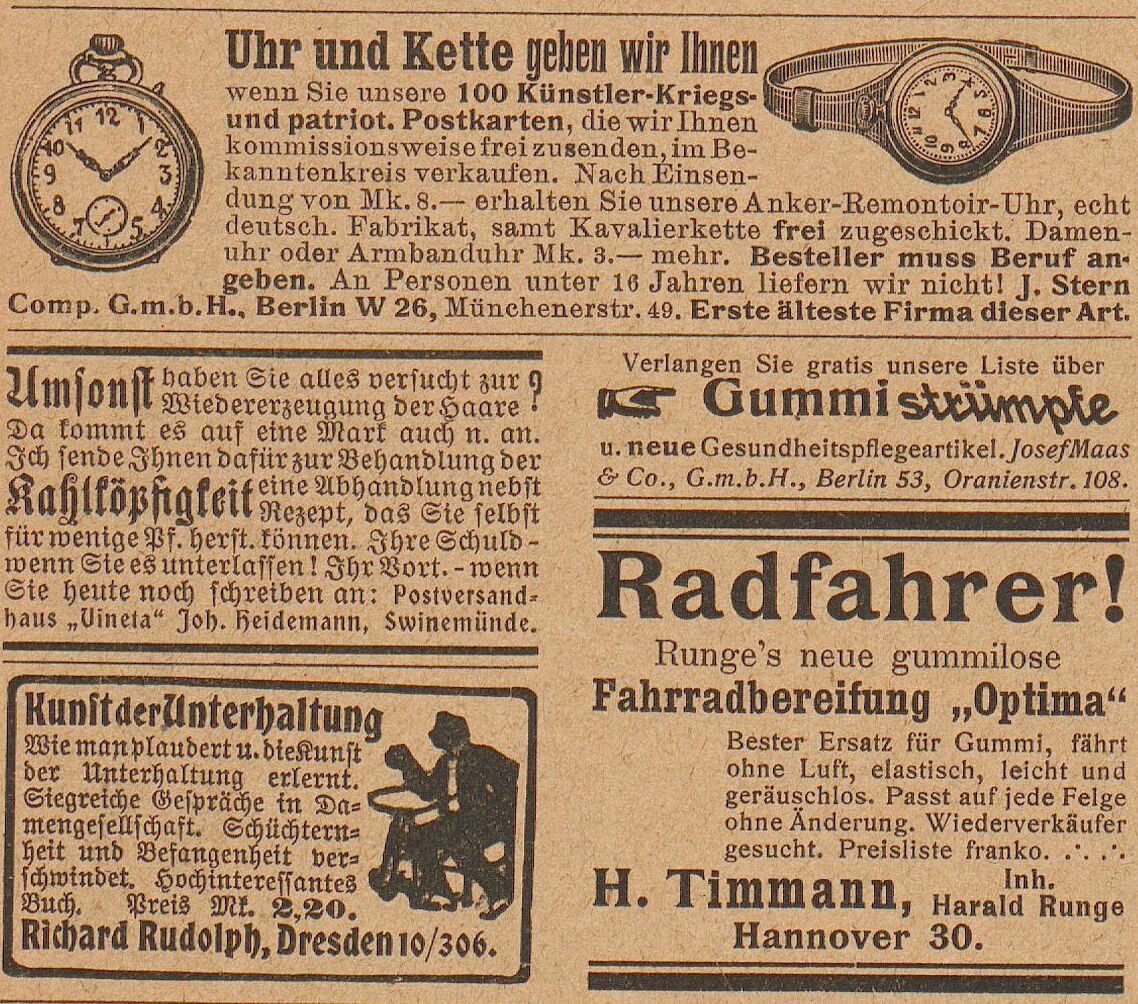 Uhr und Kette geben wir Ihnen
wenn Sie unsere 100 Künstler-Kriegs-
und patriot. Postkarten, die wir Ihnen
kommissionsweise frei zusenden, im Be-
kanntenkreis verkaufen. Nach Einsen-
dung von Mk. 8.— erhalten Sie unsere Anker-Remontoir-Uhr, echt
deutsch. Fabrikat, samt Kavalierkette frei zugeschickt. Damen-
uhr oder Armbanduhr Mk. 3.— mehr. Besteller muss Beruf an-
geben. An Personen unter 16 Jahren liefern wir nicht! J. Stern
Comp. G.m.b.H., Berlin W 26, Münchenerstr. 49. Erste älteste Firma dieser Art.
Umsonst haben Sie alles versucht zur
Wiedererzeugung der Haare?
Da kommt es auf eine Mark auch n. an.
Ich sende Ihnen dafür zur Behandlung der
Kahlköpfigkeit eine Abhandlung nebst
Rezept, das Sie selbst
für wenige Pf. herst. können. Ihre Schuld -
wenn Sie es unterlassen! Ihr Vort. - wenn
Sie heute noch schreiben an: Postversand-
haus „Vineta“ Joh. Heidemann, Swinemünde.
Kunst der Unterhaltung
Wie man plaudert u. die Kunst
der Unterhaltung erlernt.
Siegreiche Gespräche in Da-
mengesellschaft. Schüchtern-
heit und Befangenheit ver-
schwindet. Hochinteressantes
Buch. Preis Mk. 2,20.
Richard Rudolph, Dresden 10/306.
Verlangen Sie gratis unsere Liste über
Gummistrümpfe
u. neue Gesundheitspflegeartikel. Josef Maas
& Co., G.m.b.H., Berlin 53, Oranienstr. 108.
Radfahrer!
Runge's neue gummilose
Fahrradbereifung „Optima“
Bester Ersatz für Gummi, fährt
ohne Luft, elastisch, leicht und
geräuschlos. Passt auf jede Felge
ohne Änderung. Wiederverkäufer
gesucht. Preisliste franko. .·. .·.
H. Timmann, Inh.
Harald Runge
Hannover 30.